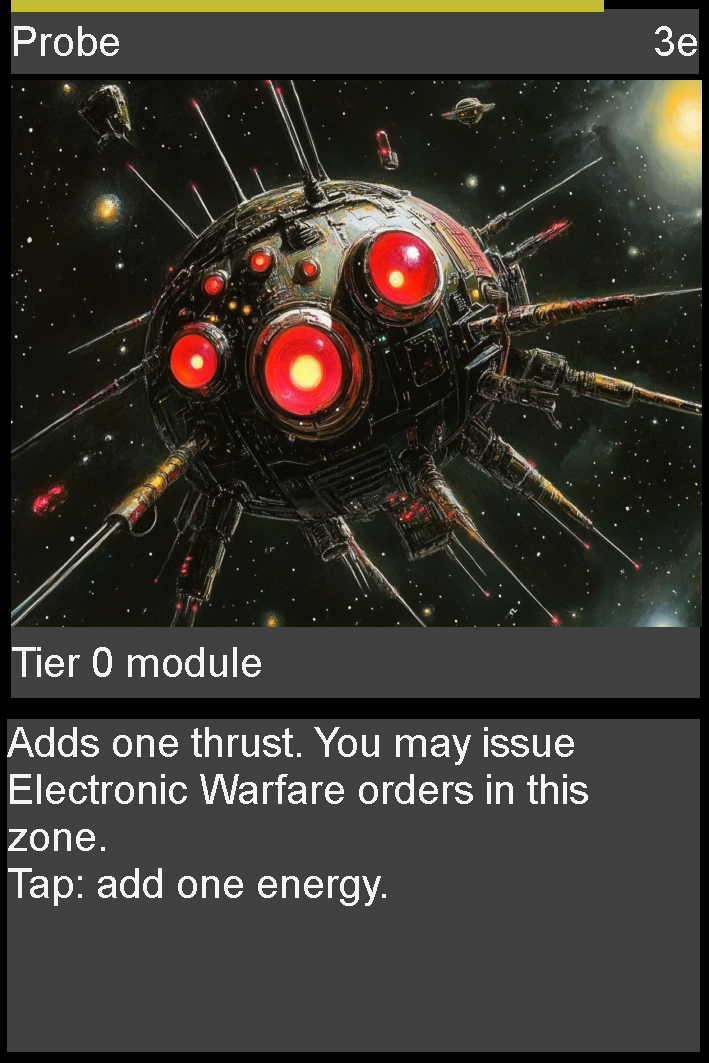 Probe 3e
Tier 0 module
Adds one thrust. You may issue
Electronic Warfare orders in this
zone.
Tap: add one energy.